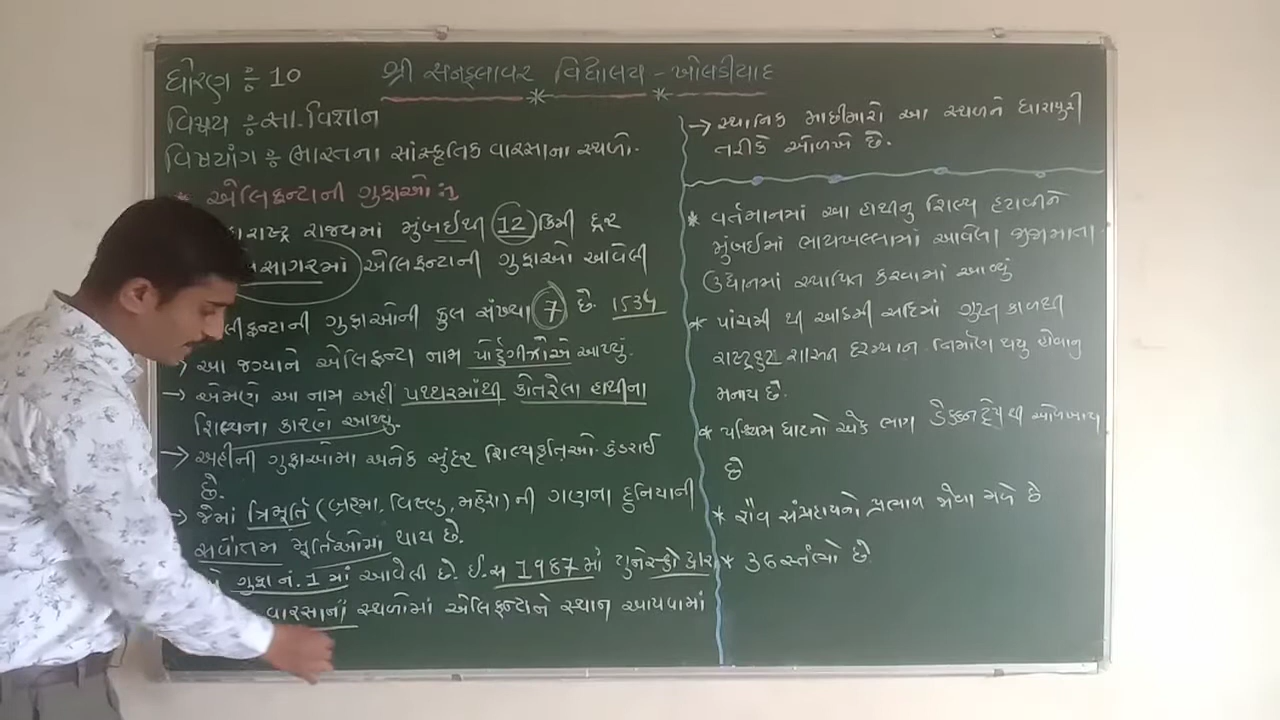 ધોરણ ÷ 10
શ્રી સનફ્લાવર વિદ્યાલય - ખોલડીયાદ
વિષય ÷ સા. વિજ્ઞાન
વિષયાંગ ÷ ભારતના સાંસ્કૃતિક વારસાના સ્થળો.
* એલિફન્ટાની ગુફાઓ :-1
રાષ્ટ્ર રાજ્યમાં મુંબઈથી 12 કિમી દૂર
સાગરમાં એલિફન્ટાની ગુફાઓ આવેલી
લીફન્ટાની ગુફાઓની કુલ સંખ્યા 7 છે 1534
→ આ જગ્યાને એલિફન્ટા નામ પોર્ટુગીઝોએ આપ્યું.
→ એમણે આ નામ અહીં પથ્થરમાંથી કોતરેલા હાથીના
શિલ્પના કારણે આપ્યું.
→ અહીની ગુફાઓમાં અનેક સુંદર શિલ્પકૃતિઓ કંડરાઈ
છે.
→ જેમાં ત્રિમૂર્તિ (બ્રહ્મા, વિષ્ણુ, મહેશ) ની ગણના દુનિયાની
સર્વોત્તમ મૂર્તિઓમાં થાય છે.
ગુફા નં. 1 માં આવેલી છે. ઈ.સ 1987 માં યુનેસ્કો દ્વારા
વારસાનાં સ્થળોમાં એલિફન્ટાને સ્થાન આપવામાં
→ સ્થાનિક માછીમારો આ સ્થળને ધારાપુરી
તરીકે ઓળખે છે.
* વર્તમાનમાં આ હાથીનુ શિલ્પ હટાવીને
મુંબઈમાં ભાયખલ્લામાં આવેલા જીજામાતા
ઉદ્યાનમાં સ્થાપિત કરવામાં આવ્યું
* પાંચમી થી આઠમી સદિમાં ગુપ્ત કાળથી
રાષ્ટ્રકુટ શાસન દરમ્યાન નિર્માણ થયુ હોવાનુ
મનાય છે.
* પશ્ચિમ ઘાટનો એક ભાગ ડેક્કન ટ્રેપ થી ઓળખાય
છે
* શૈવ સંપ્રદાયનો પ્રભાવ જોવા મળે છે
* 36 સ્તંભો છે